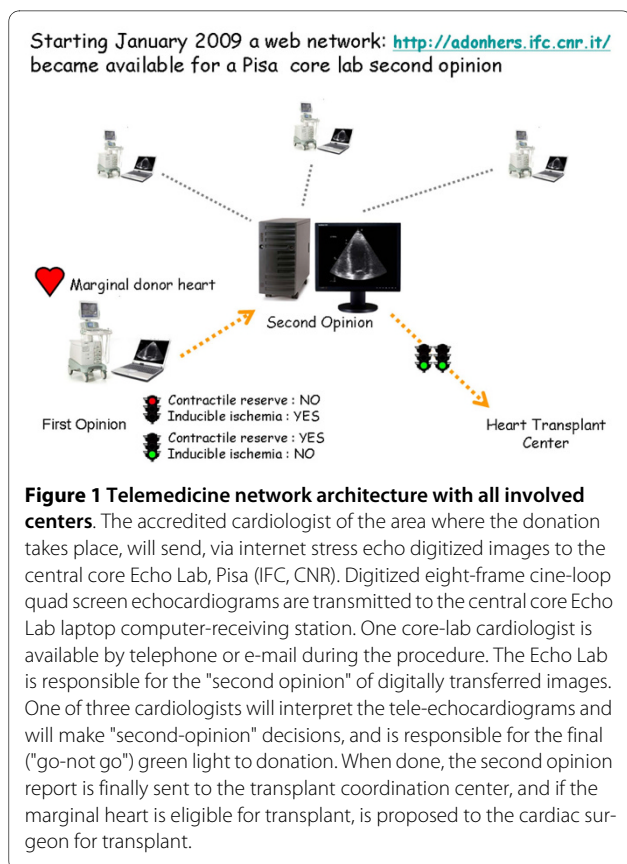 Starting January 2009 a web network: http://adonhers.ifc.cnr.it/
became available for a Pisa core lab second opinion
Marginal donor heart
Second Opinion
First Opinion
Contractile reserve : NO
Inducible ischemia : YES
Contractile reserve : YES
Inducible ischemia : NO
Heart Transplant
Center
Figure 1 Telemedicine network architecture with all involved
centers. The accredited cardiologist of the area where the donation
takes place, will send, via internet stress echo digitized images to the
central core Echo Lab, Pisa (IFC, CNR). Digitized eight-frame cine-loop
quad screen echocardiograms are transmitted to the central core Echo
Lab laptop computer-receiving station. One core-lab cardiologist is
available by telephone or e-mail during the procedure. The Echo Lab
is responsible for the "second opinion" of digitally transferred images.
One of three cardiologists will interpret the tele-echocardiograms and
will make "second-opinion" decisions, and is responsible for the final
("go-not go") green light to donation. When done, the second opinion
report is finally sent to the transplant coordination center, and if the
marginal heart is eligible for transplant, is proposed to the cardiac sur-
geon for transplant.